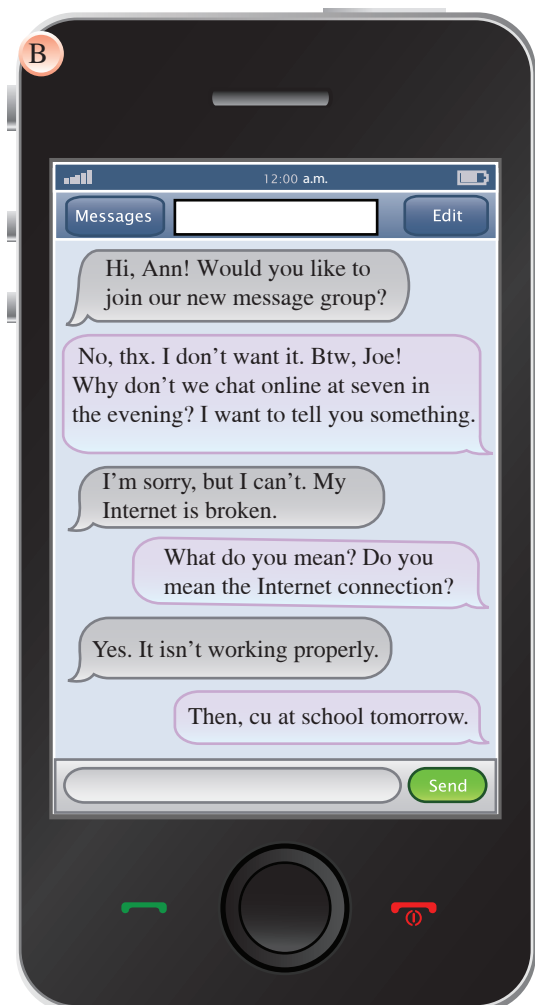 B
12:00 a.m.
Messages
Edit
Hi, Ann! Would you like to
join our new message group?
No, thx. I don't want it. Btw, Joe!
Why don't we chat online at seven in
the evening? I want to tell you something.
I'm sorry, but I can't. My
Internet is broken.
What do you mean? Do you
mean the Internet connection?
Yes. It isn't working properly.
Then, cu at school tomorrow.
Send